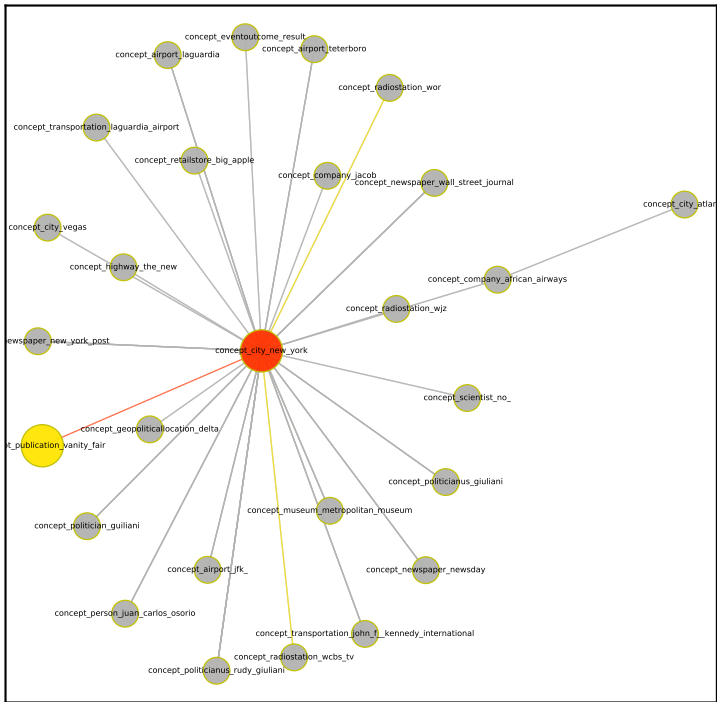 concept_eventoutcome_result
concept_airport_teterboro
concept_airport_laguardia
concept_radiostation_wor
concept_transportation_laguardia_airport
concept_retailstore_big_apple
concept_company_jacob
concept_newspaper_wall_street_journal
concept_city_atlan
concept_city_vegas
concept_highway_the_new
concept_company_african_airways
concept_radiostation_wjz
ewspaper_new_york_post
concept_city_new_york
concept_scientist_no_
concept_geopoliticallocation_delta
pt_publication_vanity_fair
concept_politicianus_giuliani
concept_museum_metropolitan_museum
concept_politician_guiliani
concept_airport_jfk_
concept_newspaper_newsday
concept_person_juan_carlos_osorio
concept_transportation_john_f__kennedy_international
concept_radiostation_wcbs_tv
concept_politicianus_rudy_giuliani